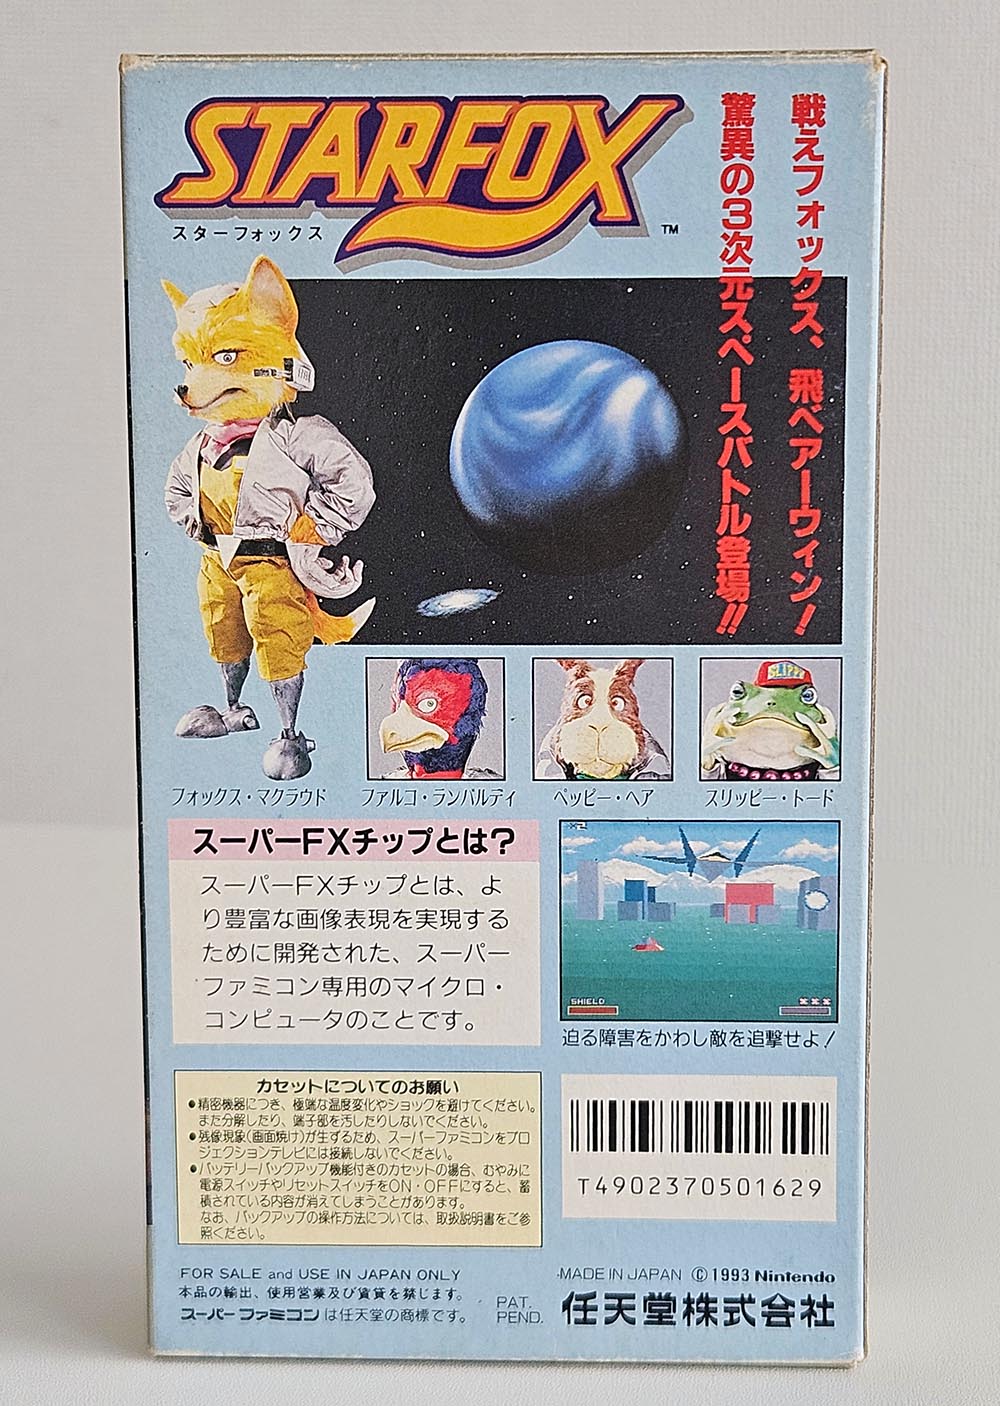 STARFOX
TM
スターフォックス
戦えフォックス、飛べアーウィン!
驚異の3次元スペースバトル登場!!
SLIPPY
フォックス・マクラウド
ファルコ・ランバルディ
ペッピー・ヘア
スリッピー・トード
スーパーFXチップとは?
スーパーFXチップとは、よ
り豊富な画像表現を実現する
ために開発された、スーパー
ファミコン専用のマイクロ・
コンピュータのことです。
×2
SHIELD
迫る障害をかわし敵を追撃せよ!
カセットについてのお願い
●精密機器につき、極端な温度変化やショックを避けてください。
また分解したり、端子部を汚したりしないでください。
●残像現象(画面焼け)が生ずるため、スーパーファミコンをプロ
ジェクションテレビには接続しないでください。
●バッテリーバックアップ機能付きのカセットの場合、むやみに
電源スイッチやリセットスイッチをON・OFFにすると、蓄
積されている内容が消えてしまうことがあります。
なお、バックアップの操作方法については、取扱説明書をご参
照ください。
T4902370501629
FOR SALE and USE IN JAPAN ONLY
本品の輸出、使用営業及び賃貸を禁じます。
スーパーファミコンは任天堂の商標です。
PAT.
PEND.
MADE IN JAPAN © 1993 Nintendo
任天堂株式会社